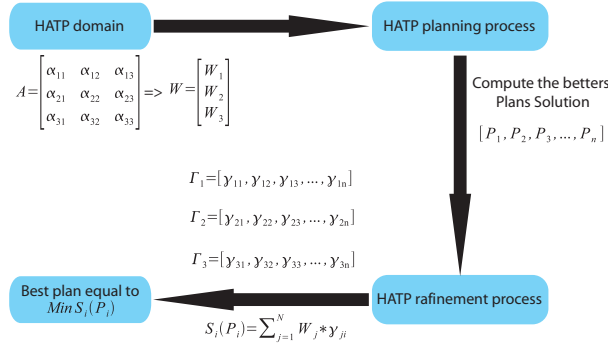 HATP domain
HATP planning process
A=[α₁₁ α₁₂ α₁₃
α₂₁ α₂₂ α₂₃
α₃₁ α₃₂ α₃₃] => W=[W₁
W₂
W₃]
Compute the betters
Plans Solution
[P₁, P₂, P₃, ..., Pₙ]
Γ₁=[γ₁₁, γ₁₂, γ₁₃, ..., γ₁ₙ]
Γ₂=[γ₂₁, γ₂₂, γ₂₃, ..., γ₂ₙ]
Γ₃=[γ₃₁, γ₃₂, γ₃₃, ..., γ₃ₙ]
Best plan equal to
Min Sᵢ(Pᵢ)
HATP rafinement process
Sᵢ(Pᵢ)=∑ⱼ₌₁ᴺ Wⱼ*γⱼᵢ